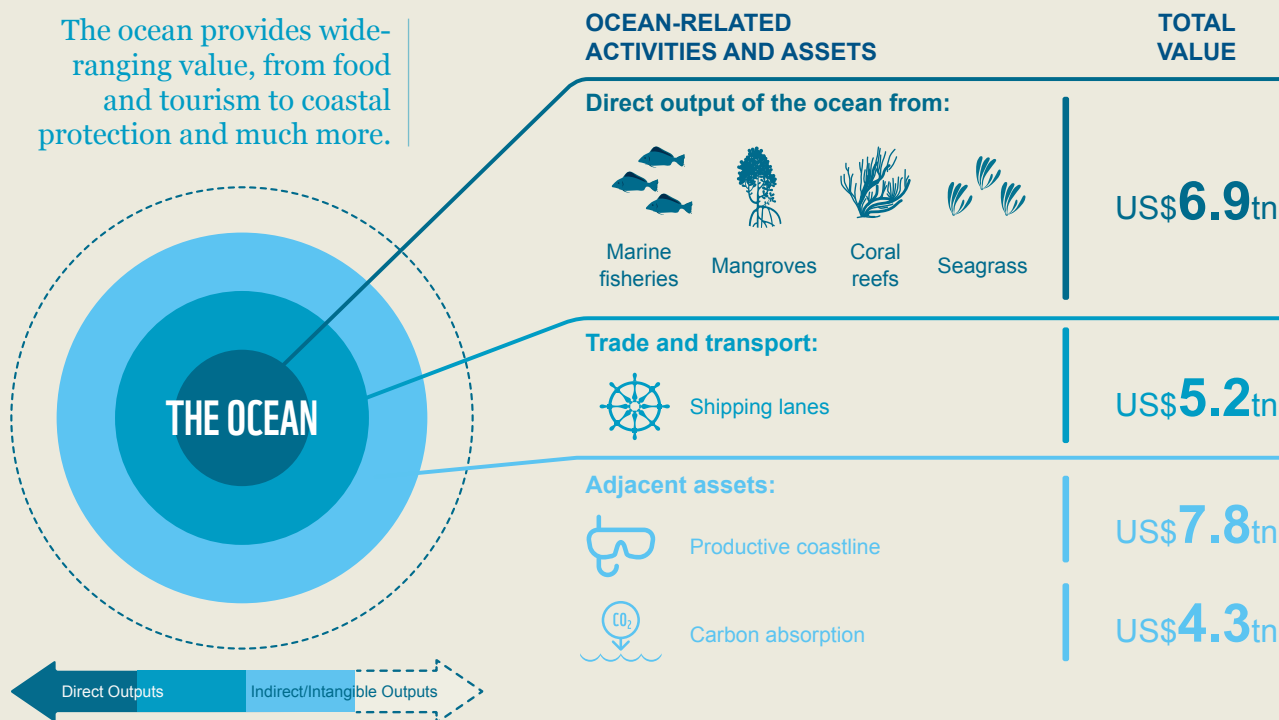 The ocean provides wide-
ranging value, from food
and tourism to coastal
protection and much more.
THE OCEAN
Direct Outputs
Indirect/Intangible Outputs
OCEAN-RELATED
ACTIVITIES AND ASSETS
TOTAL
VALUE
Direct output of the ocean from:
Marine
fisheries
Mangroves
Coral
reefs
Seagrass
US$6.9tn
Trade and transport:
Shipping lanes
US$5.2tn
Adjacent assets:
Productive coastline
US$7.8tn
CO₂
Carbon absorption
US$4.3tn